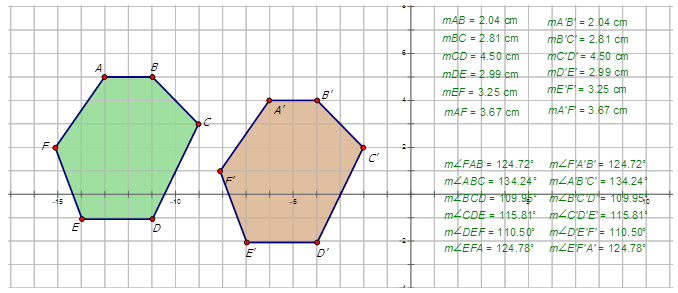 8
mAB = 2.04 cm mA'B' = 2.04 cm
mBC = 2.81 cm mB'C' = 2.81 cm
6
mCD = 4.50 cm mC'D' = 4.50 cm
A B
mDE = 2.99 cm mD'E' = 2.99 cm
mEF = 3.25 cm mE'F' = 3.25 cm
B'
4
mAF = 3.67 cm mA'F' = 3.67 cm
A'
C
F
2
C'
m∠FAB = 124.72° m∠F'A'B' = 124.72°
F'
m∠ABC = 134.24° m∠A'B'C' = 134.24°
-15 -10 -5 10
m∠BCD = 109.95° m∠B'C'D' = 109.95°
m∠CDE = 115.81° m∠C'D'E' = 115.81°
E D
m∠DEF = 110.50° m∠D'E'F' = 110.50°
-2
E' D'
m∠EFA = 124.78° m∠E'F'A' = 124.78°